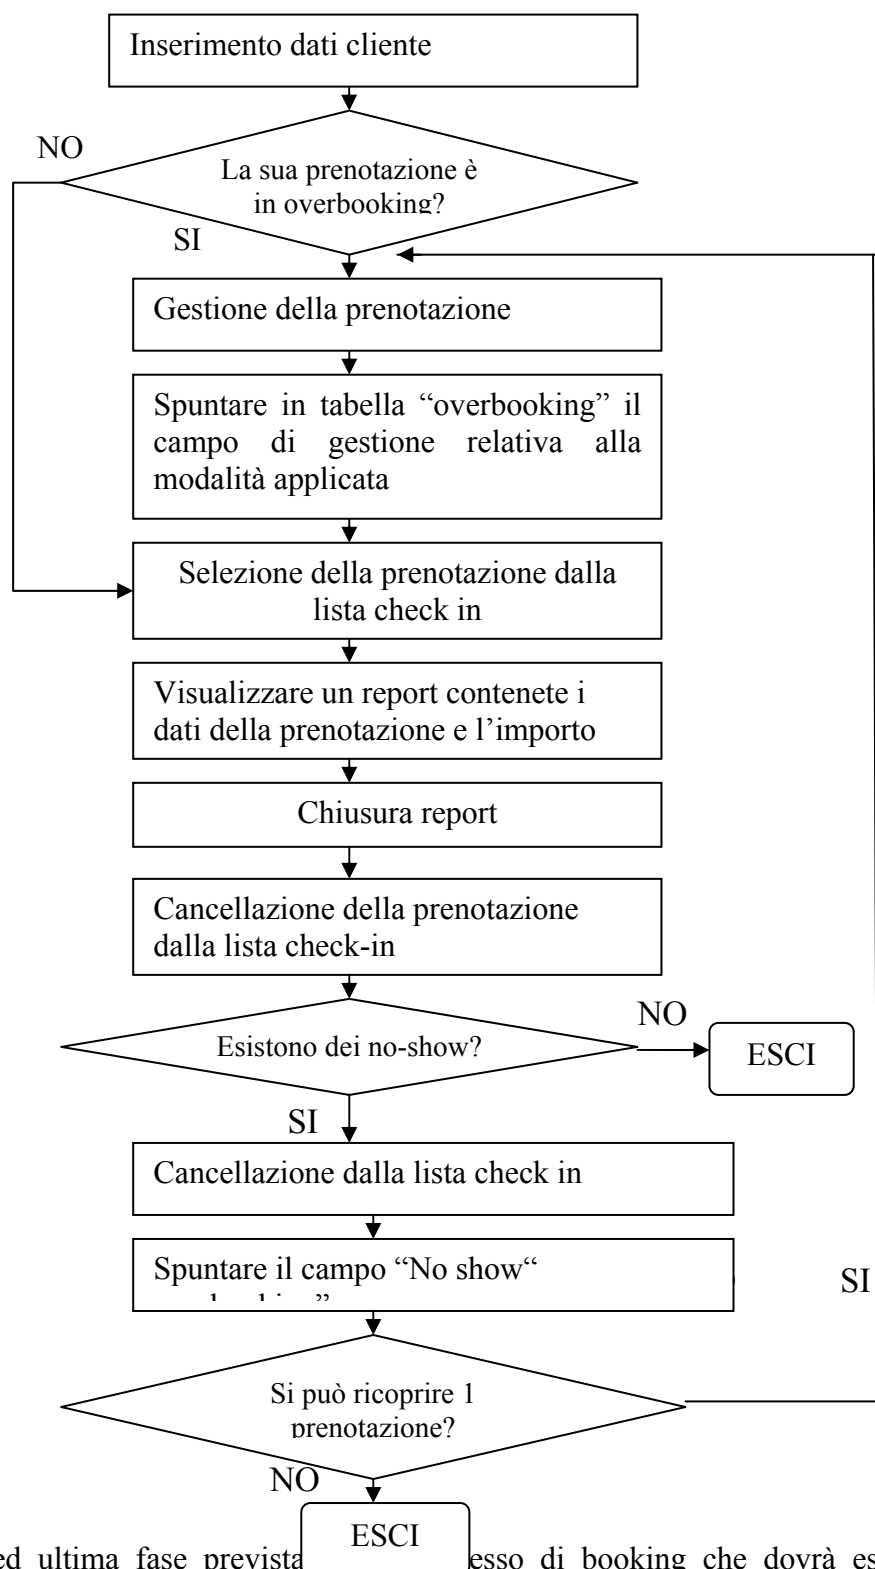 Inserimento dati cliente
NO
La sua prenotazione è
in overbooking?
SI
Gestione della prenotazione
Spuntare in tabella “overbooking” il
campo di gestione relativa alla
modalità applicata
Selezione della prenotazione dalla
lista check in
Visualizzare un report contenete i
dati della prenotazione e l’importo
Chiusura report
Cancellazione della prenotazione
dalla lista check-in
Esistono dei no-show?
NO
ESCI
SI
Cancellazione dalla lista check in
Spuntare il campo “No show“
SI
Si può ricoprire 1
prenotazione?
NO
ESCI
ed ultima fase prevista esso di booking che dovrà es